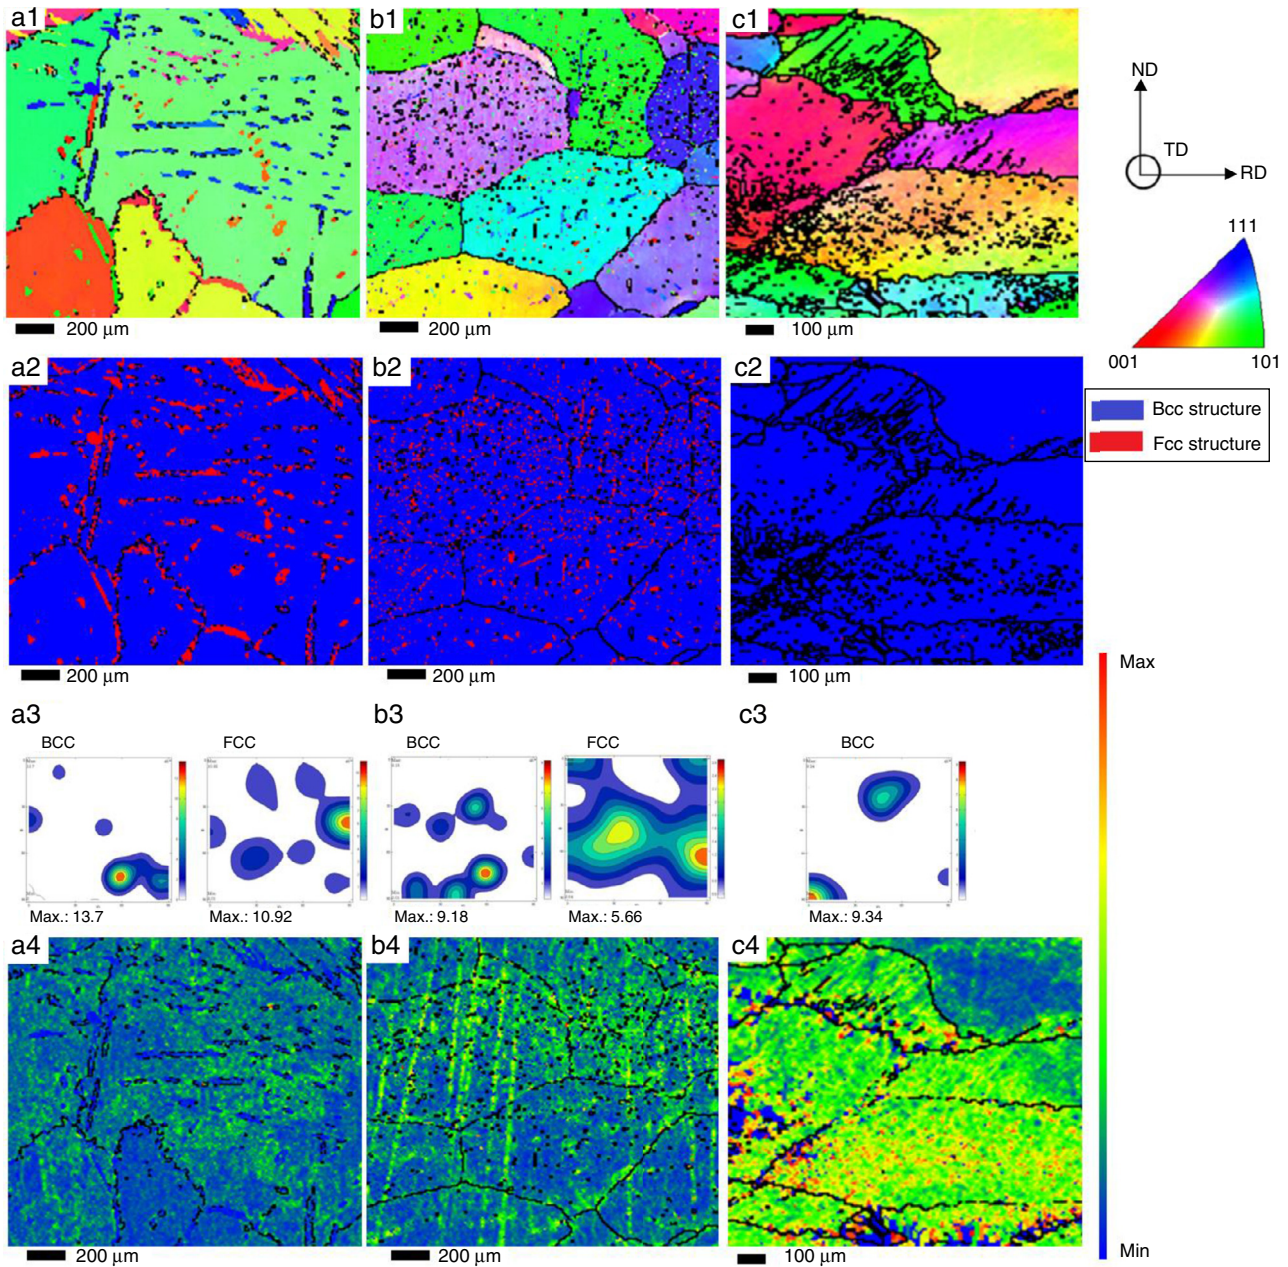 a1
b1
c1
ND
TD
RD
200 μm
200 μm
100 μm
111
001
101
a2
b2
c2
Bcc structure
Fcc structure
200 μm
200 μm
100 μm
Max
a3
b3
c3
BCC
FCC
BCC
FCC
BCC
Max.: 13.7
Max.: 10.92
Max.: 9.18
Max.: 5.66
Max.: 9.34
a4
b4
c4
200 μm
200 μm
100 μm
Min